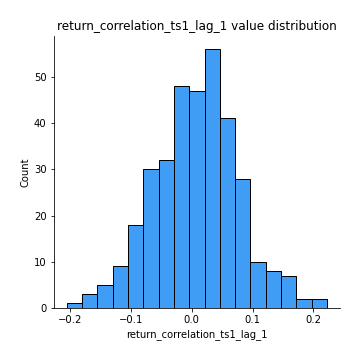 return_correlation_ts1_lag_1 value distribution
50
40
30
20
10
0
Count
−0.2 −0.1 0.0 0.1 0.2
return_correlation_ts1_lag_1